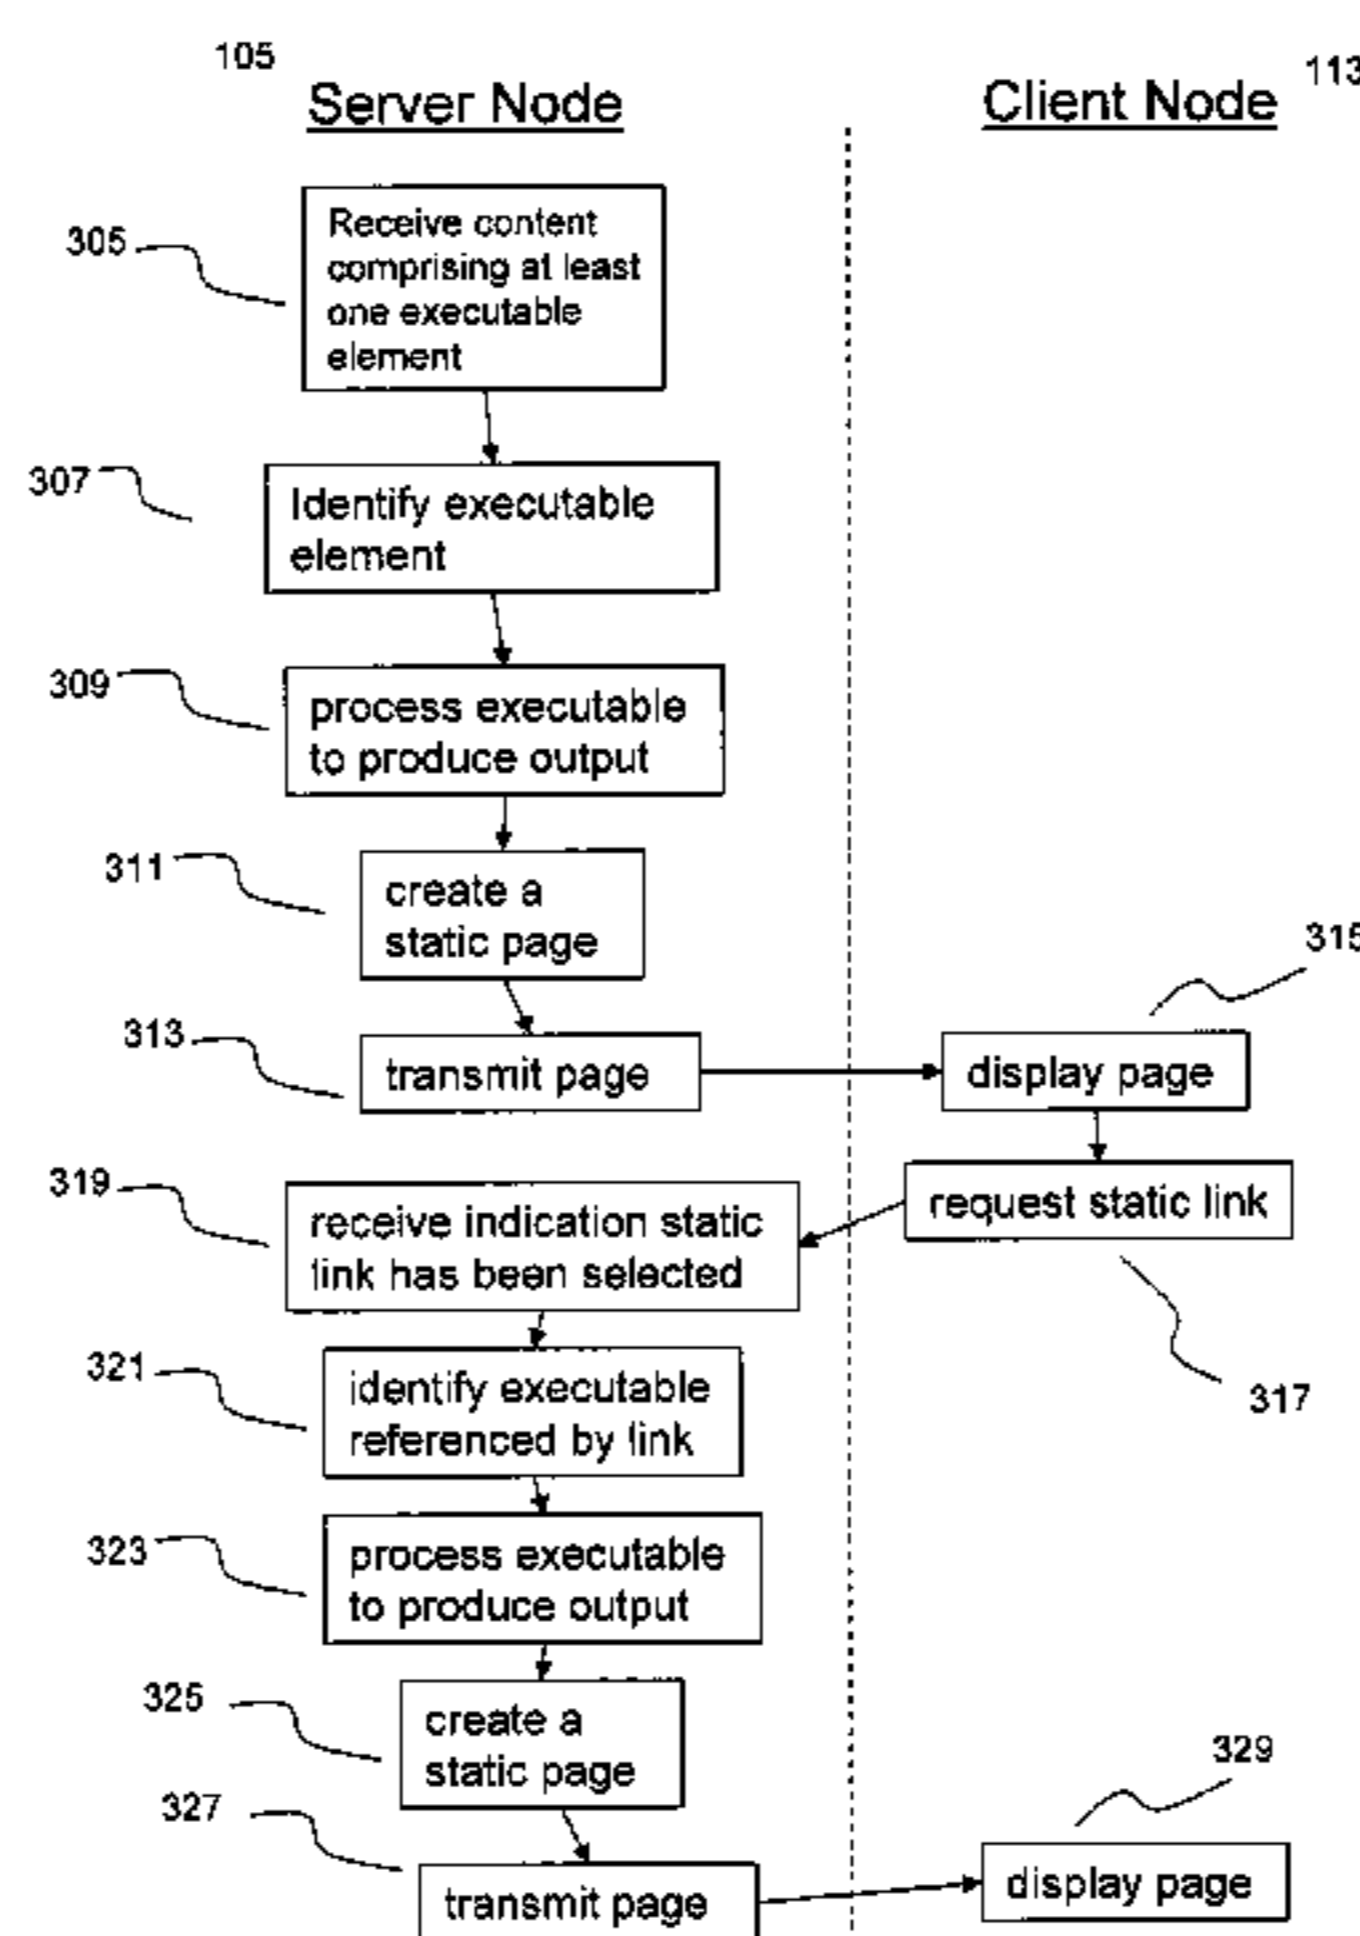 105
Server Node
Client Node
113
305
Receive content
comprising at least
one executable
element
307
Identify executable
element
309
process executable
to produce output
311
create a
static page
313
transmit page
315
display page
317
request static link
319
receive indication static
link has been selected
321
identify executable
referenced by link
323
process executable
to produce output
325
create a
static page
327
transmit page
329
display page